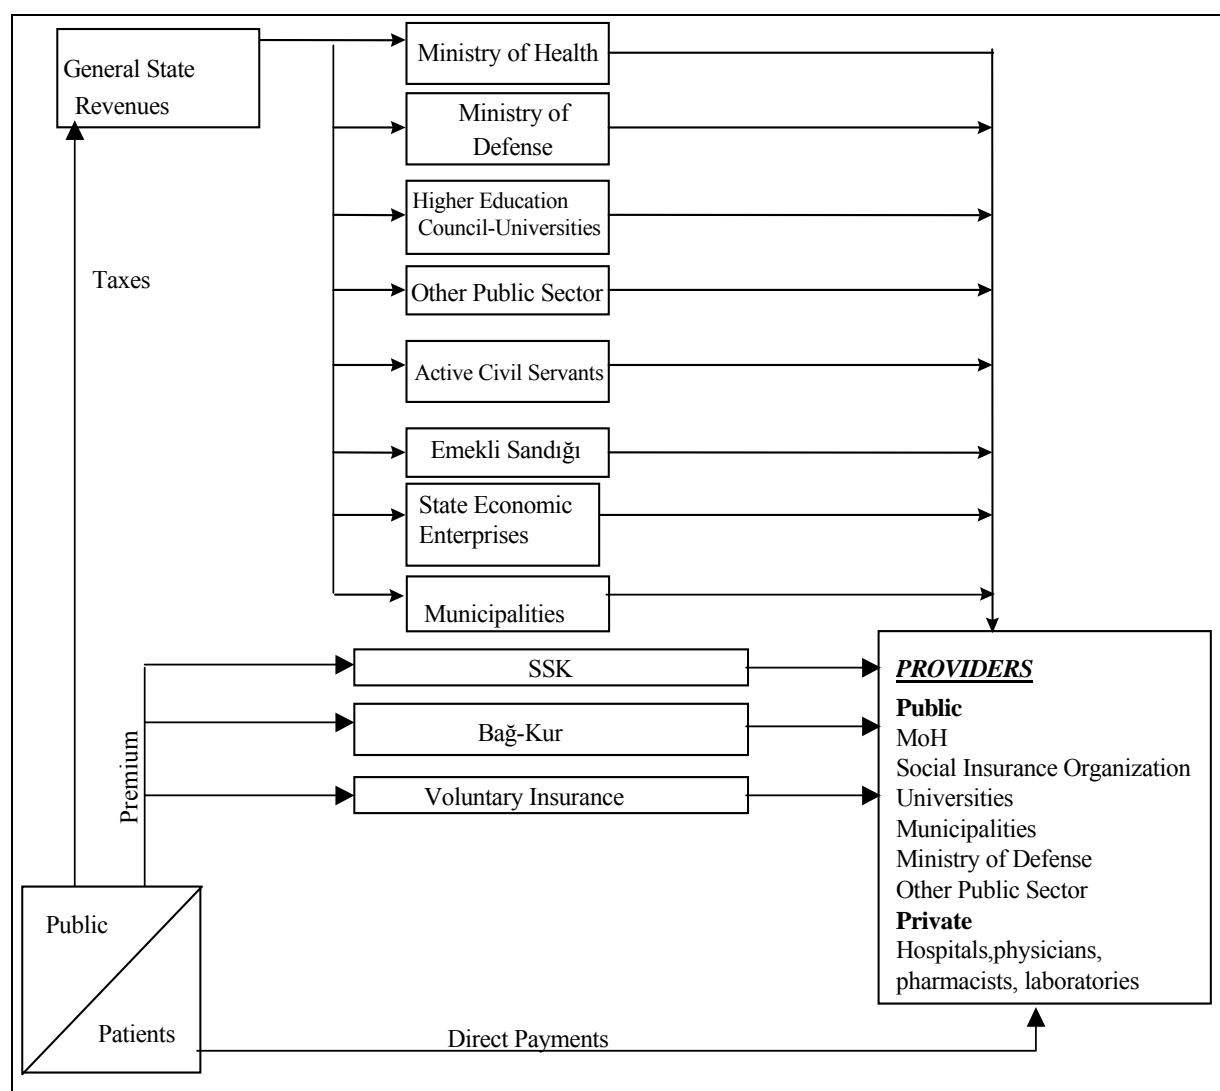 General State
Revenues
Ministry of Health
Ministry of
Defense
Higher Education
Council-Universities
Other Public Sector
Active Civil Servants
Emekli Sandığı
State Economic
Enterprises
Municipalities
Taxes
Premium
SSK
Bağ-Kur
Voluntary Insurance
PROVIDERS
Public
MoH
Social Insurance Organization
Universities
Municipalities
Ministry of Defense
Other Public Sector
Private
Hospitals,physicians,
pharmacists, laboratories
Public
Patients
Direct Payments